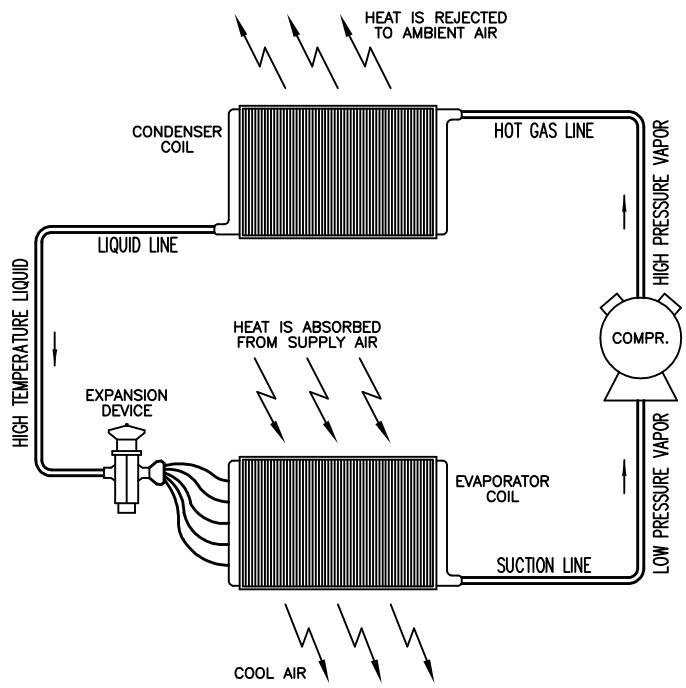 HEAT IS REJECTED
TO AMBIENT AIR
CONDENSER
COIL
HOT GAS LINE
HIGH PRESSURE VAPOR
LIQUID LINE
HIGH TEMPERATURE LIQUID
HEAT IS ABSORBED
FROM SUPPLY AIR
COMPR.
EXPANSION
DEVICE
EVAPORATOR
COIL
LOW PRESSURE VAPOR
SUCTION LINE
COOL AIR